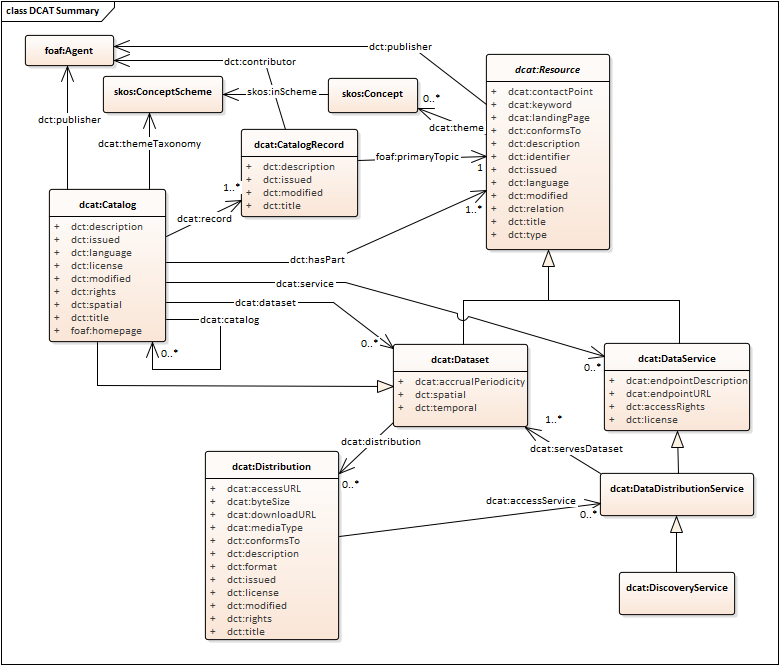 class DCAT Summary
foaf:Agent
dct:publisher
dct:contributor
dcat:Resource
+ dcat:contactPoint
+ dcat:keyword
+ dcat:landingPage
+ dct:conformsTo
+ dct:description
+ dct:identifier
+ dct:issued
+ dct:language
+ dct:modified
+ dct:relation
+ dct:title
+ dct:type
skos:ConceptScheme
skos:inScheme
skos:Concept
0..*
dcat:theme
dct:publisher
dcat:themeTaxonomy
dcat:CatalogRecord
+ dct:description
+ dct:issued
+ dct:modified
+ dct:title
foaf:primaryTopic
1
1..*
dcat:record
1..*
dcat:Catalog
+ dct:description
+ dct:issued
+ dct:language
+ dct:license
+ dct:modified
+ dct:rights
+ dct:spatial
+ dct:title
+ foaf:homepage
dct:hasPart
dcat:service
dcat:dataset
dcat:catalog
0..*
0..*
0..*
dcat:Dataset
+ dct:accrualPeriodicity
+ dct:spatial
+ dct:temporal
dcat:DataService
+ dcat:endpointDescription
+ dcat:endpointURL
+ dct:accessRights
+ dct:license
1..*
dcat:distribution
dcat:servesDataset
0..*
dcat:Distribution
+ dcat:accessURL
+ dcat:byteSize
+ dcat:downloadURL
+ dcat:mediaType
+ dct:conformsTo
+ dct:description
+ dct:format
+ dct:issued
+ dct:license
+ dct:modified
+ dct:rights
+ dct:title
dcat:accessService
0..*
dcat:DataDistributionService
dcat:DiscoveryService